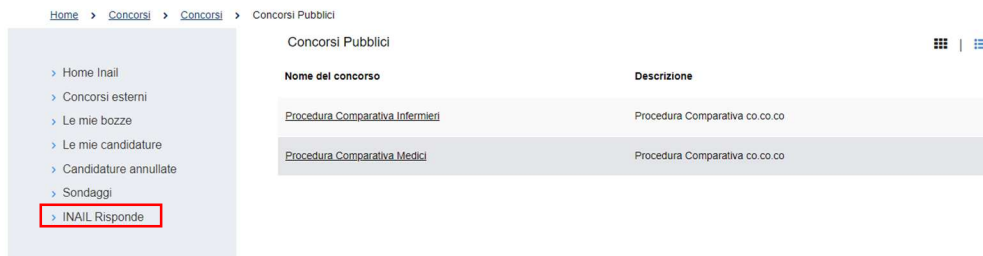 Home > Concorsi > Concorsi > Concorsi Pubblici
Concorsi Pubblici
> Home Inail
> Concorsi esterni
> Le mie bozze
> Le mie candidature
> Candidature annullate
> Sondaggi
> INAIL Risponde
Nome del concorso Descrizione
Procedura Comparativa Infermieri Procedura Comparativa co.co.co
Procedura Comparativa Medici Procedura Comparativa co.co.co